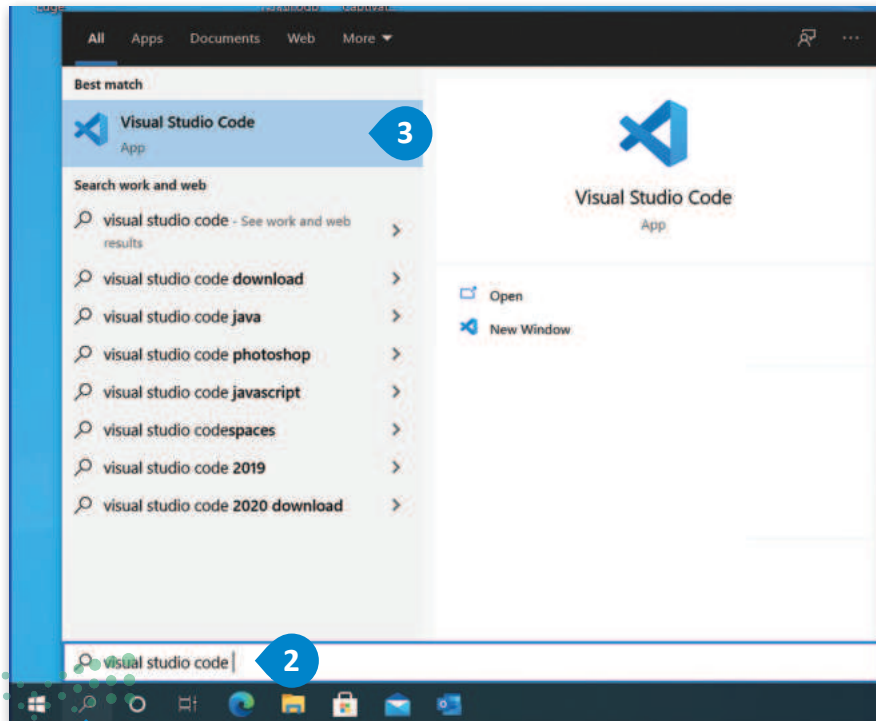 Edge
All Apps Documents Web More
Best match
Visual Studio Code
App
3
Search work and web
visual studio code - See work and web
results
visual studio code download
visual studio code java
visual studio code photoshop
visual studio code javascript
visual studio codespaces
visual studio code 2019
visual studio code 2020 download
Visual Studio Code
App
Open
New Window
visual studio code
2